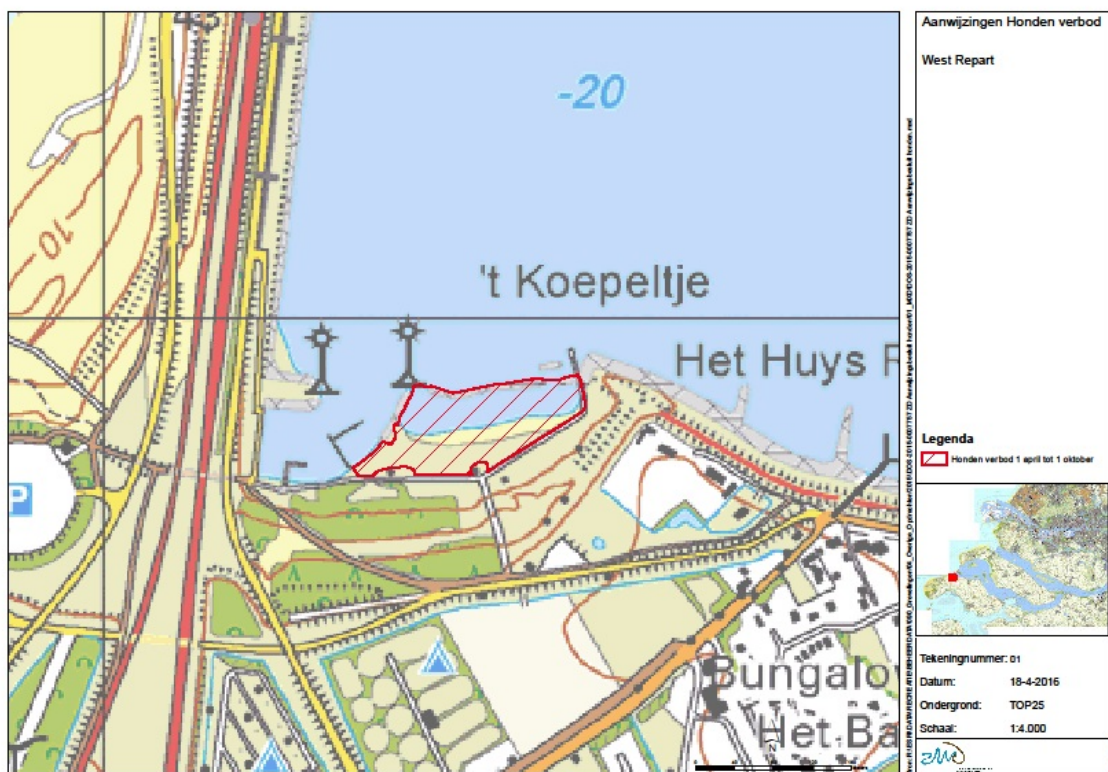 -20
't Koepeltje
Het Huys R
10
P
Bungalow
Het Ba
Aanwijzingen Honden verbod
West Repart
Legenda
Honden verbod 1 april tot 1 oktober
Tekeningnummer: 01
Datum: 18-4-2016
Ondergrond: TOP25
Schaal: 1:4.000